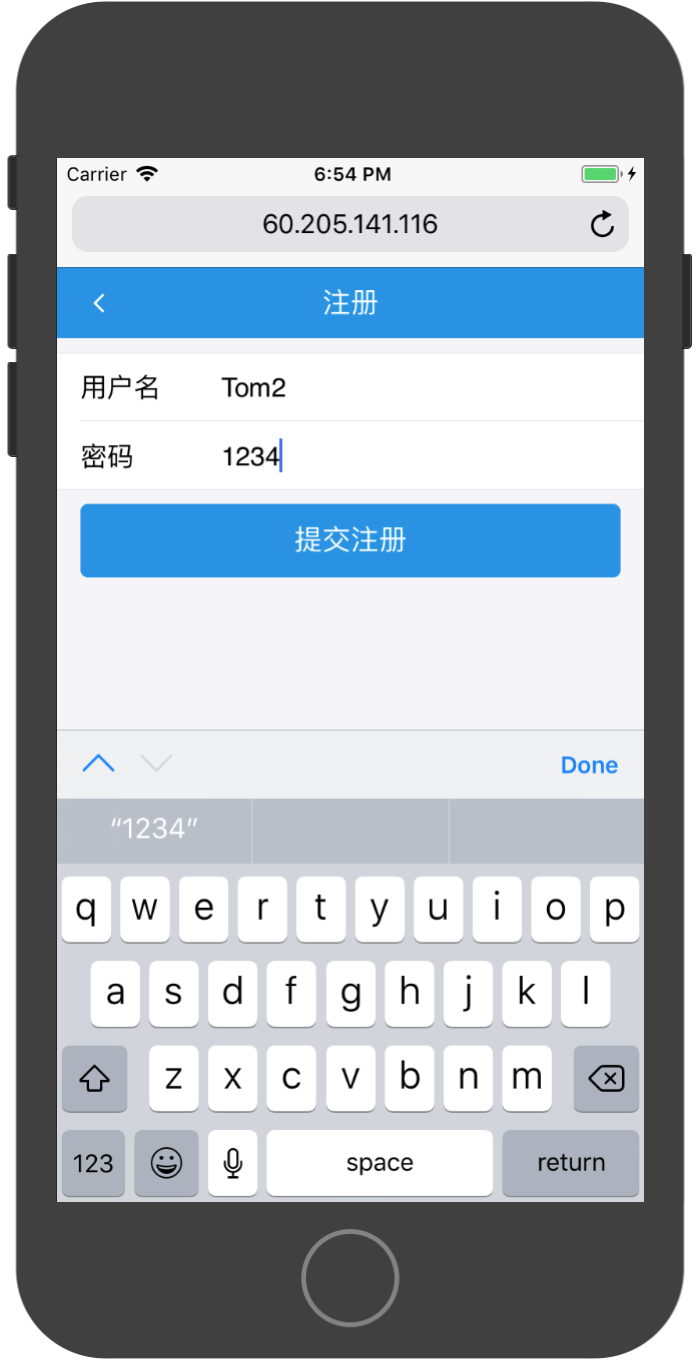 Carrier 6:54 PM
60.205.141.116
注册
用户名 Tom2
密码 1234
提交注册
Done
“1234”
q w e r t y u i o p
a s d f g h j k l
z x c v b n m
123 space return